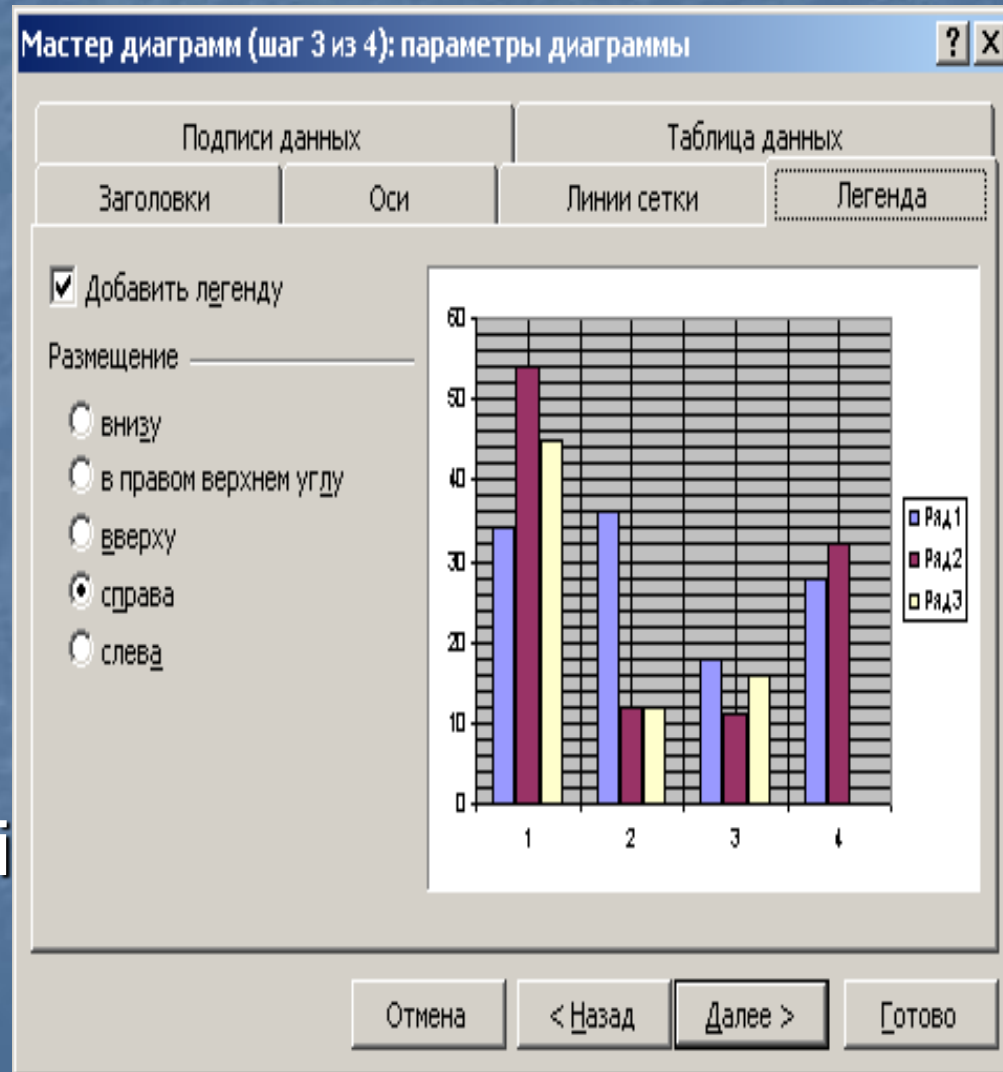 Мастер диаграмм (шаг 3 из 4): параметры диаграммы
Подписи данных
Таблица данных
Заголовки
Оси
Линии сетки
Легенда
Добавить легенду
Размещение
внизу
в правом верхнем углу
вверху
справа
слева
60
50
40
30
20
10
0
1
2
3
4
Ряд1
Ряд2
Ряд3
Отмена
< Назад
Далее >
Готово